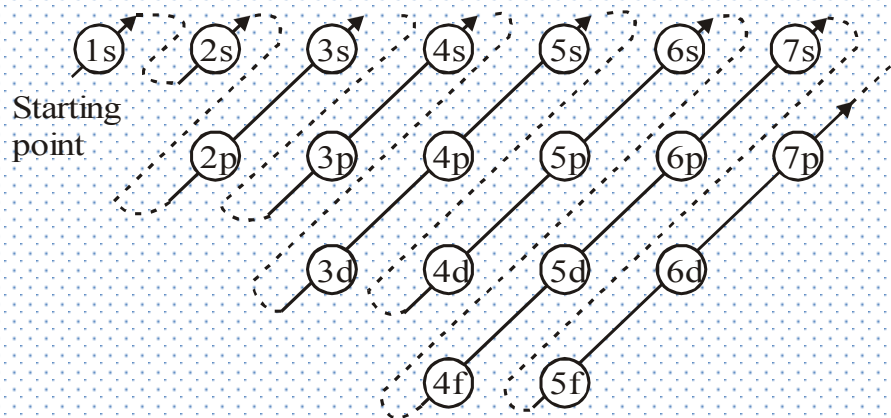 1s 2s 3s 4s 5s 6s 7s
Starting
point
2p 3p 4p 5p 6p 7p
3d 4d 5d 6d
4f 5f